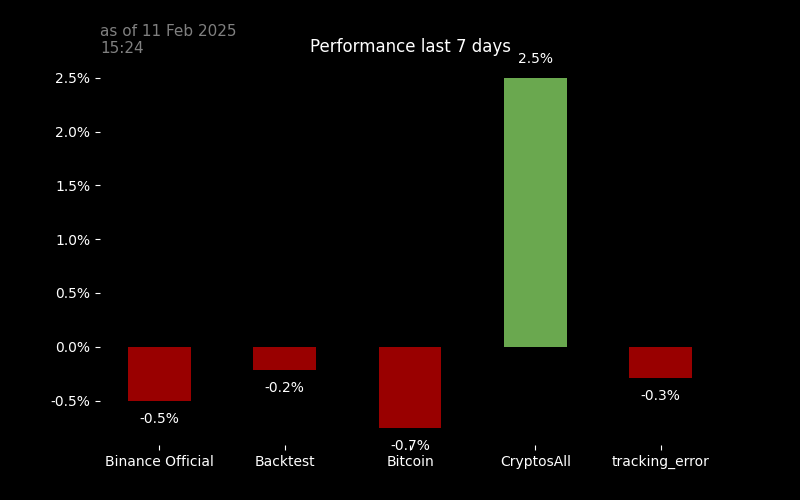 as of 11 Feb 2025
15:24
Performance last 7 days
2.5%
2.5%
2.0%
1.5%
1.0%
0.5%
0.0%
-0.5%
-0.5%
-0.2%
-0.7%
-0.3%
Binance Official
Backtest
Bitcoin
CryptosAll
tracking_error